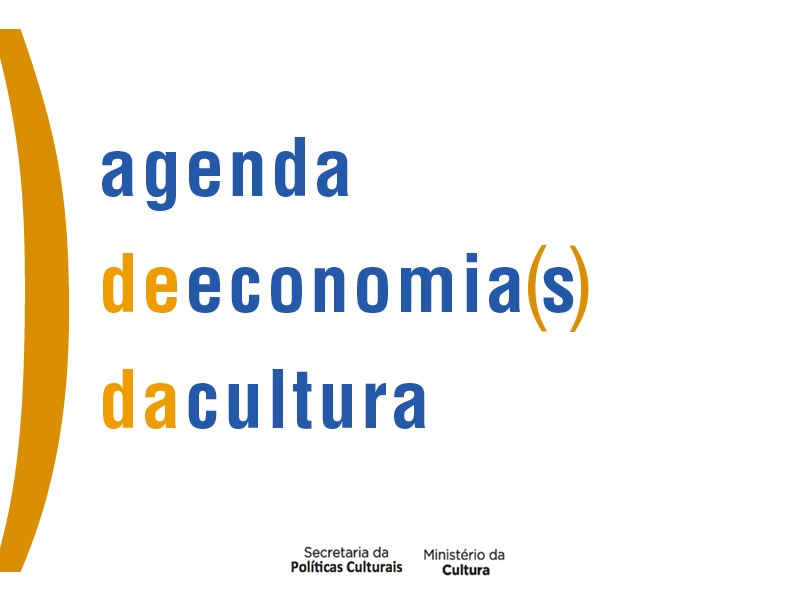 agenda
deeconomia(s)
dacultura
Secretaria da
Políticas Culturais
Ministério da
Cultura